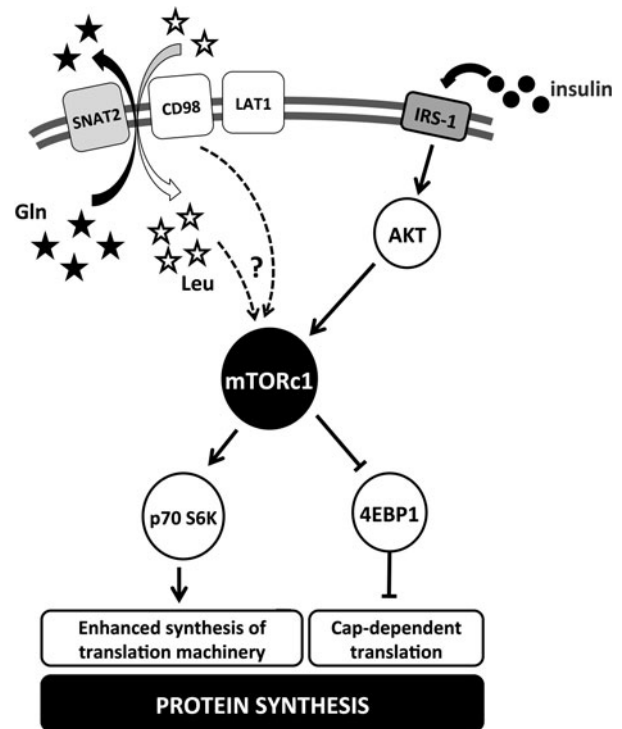 SNAT2
CD98
LAT1
IRS-1
insulin
Gln
Leu
?
AKT
mTORc1
p70 S6K
4EBP1
Enhanced synthesis of
translation machinery
Cap-dependent
translation
PROTEIN SYNTHESIS